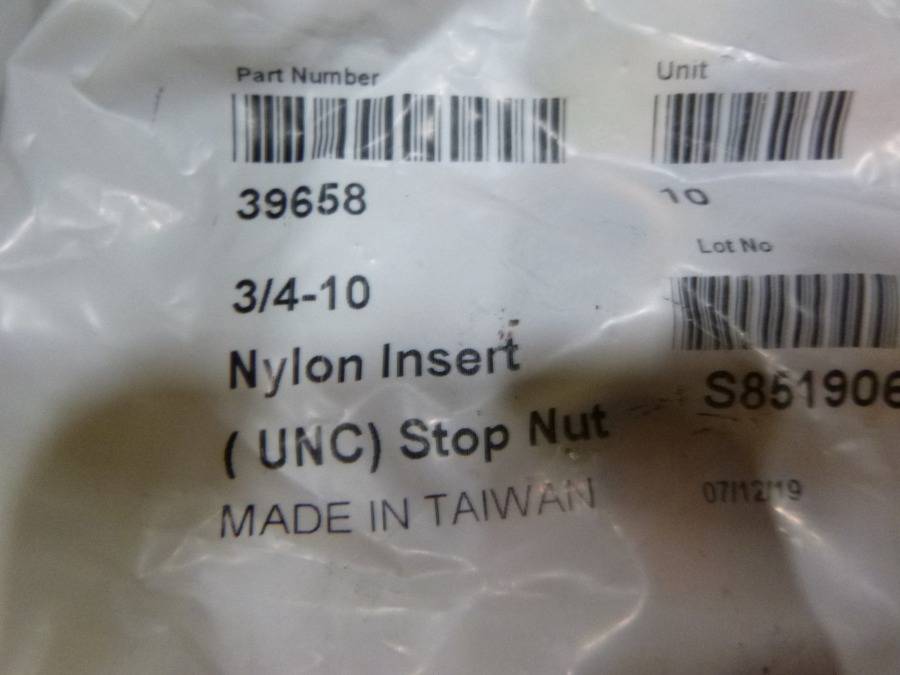 Part Number
39658
3/4-10
Nylon Insert
( UNC) Stop Nut
MADE IN TAIWAN
Unit
10
Lot No
S851906
07/12/19